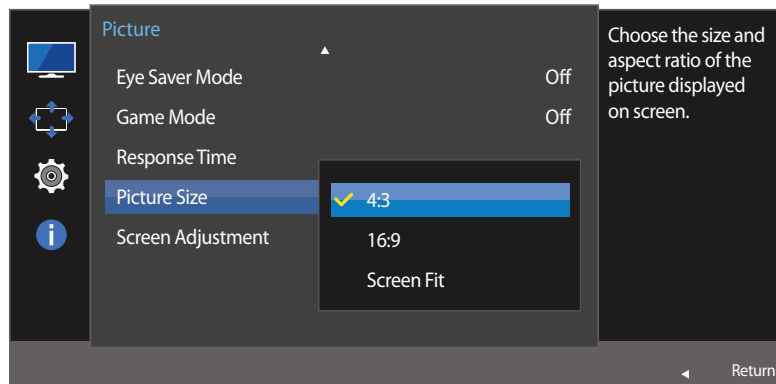 Picture
Eye Saver Mode Off
Game Mode Off
Response Time
Picture Size
Screen Adjustment
4:3
16:9
Screen Fit
Choose the size and
aspect ratio of the
picture displayed
on screen.
Return